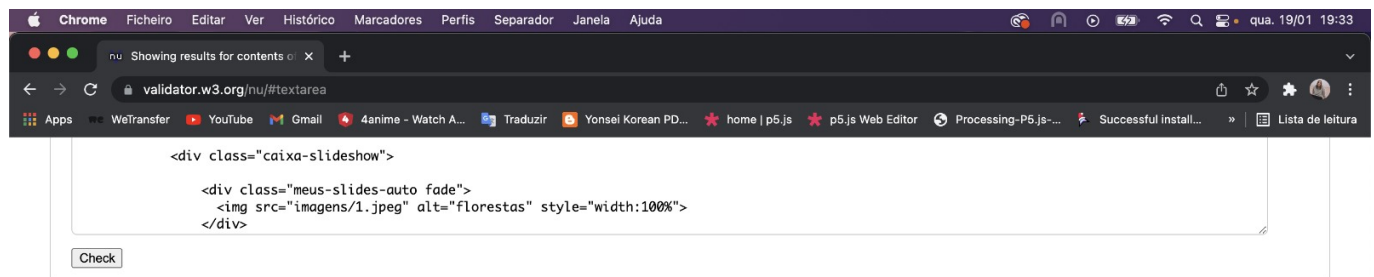 Chrome Ficheiro Editar Ver Histórico Marcadores Perfis Separador Janela Ajuda qua. 19/01 19:33
nu Showing results for contents of
validator.w3.org/nu/#textarea
Apps we WeTransfer YouTube Gmail 4anime - Watch A... Traduzir Yonsei Korean PD... home | p5.js p5.js Web Editor Processing-P5.js-... Successful install... » Lista de leitura
<div class="caixa-slideshow">
<div class="meus-slides-auto fade">
<img src="imagens/1.jpeg" alt="florestas" style="width:100%">
</div>
Check